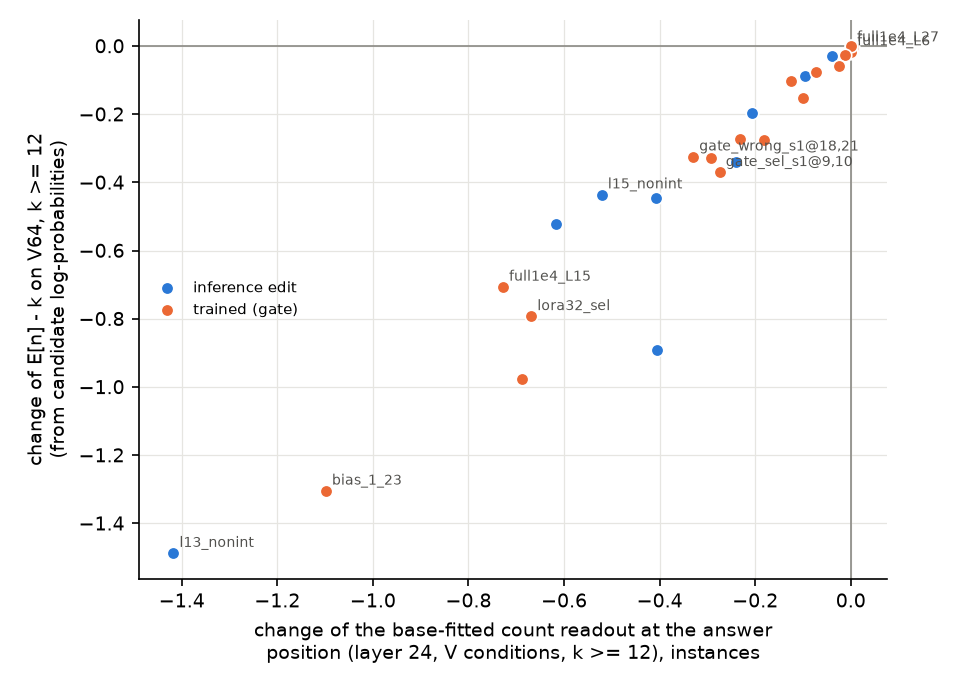 full1e4_L27
full1e4_L6
0.0
−0.2
−0.4
−0.6
−0.8
−1.0
−1.2
−1.4
change of E[n] - k on V64, k >= 12
(from candidate log-probabilities)
gate_wrong_s1@18,21
gate_sel_s1@9,10
l15_nonint
full1e4_L15
lora32_sel
inference edit
trained (gate)
bias_1_23
l13_nonint
−1.4 −1.2 −1.0 −0.8 −0.6 −0.4 −0.2 0.0
change of the base-fitted count readout at the answer
position (layer 24, V conditions, k >= 12), instances